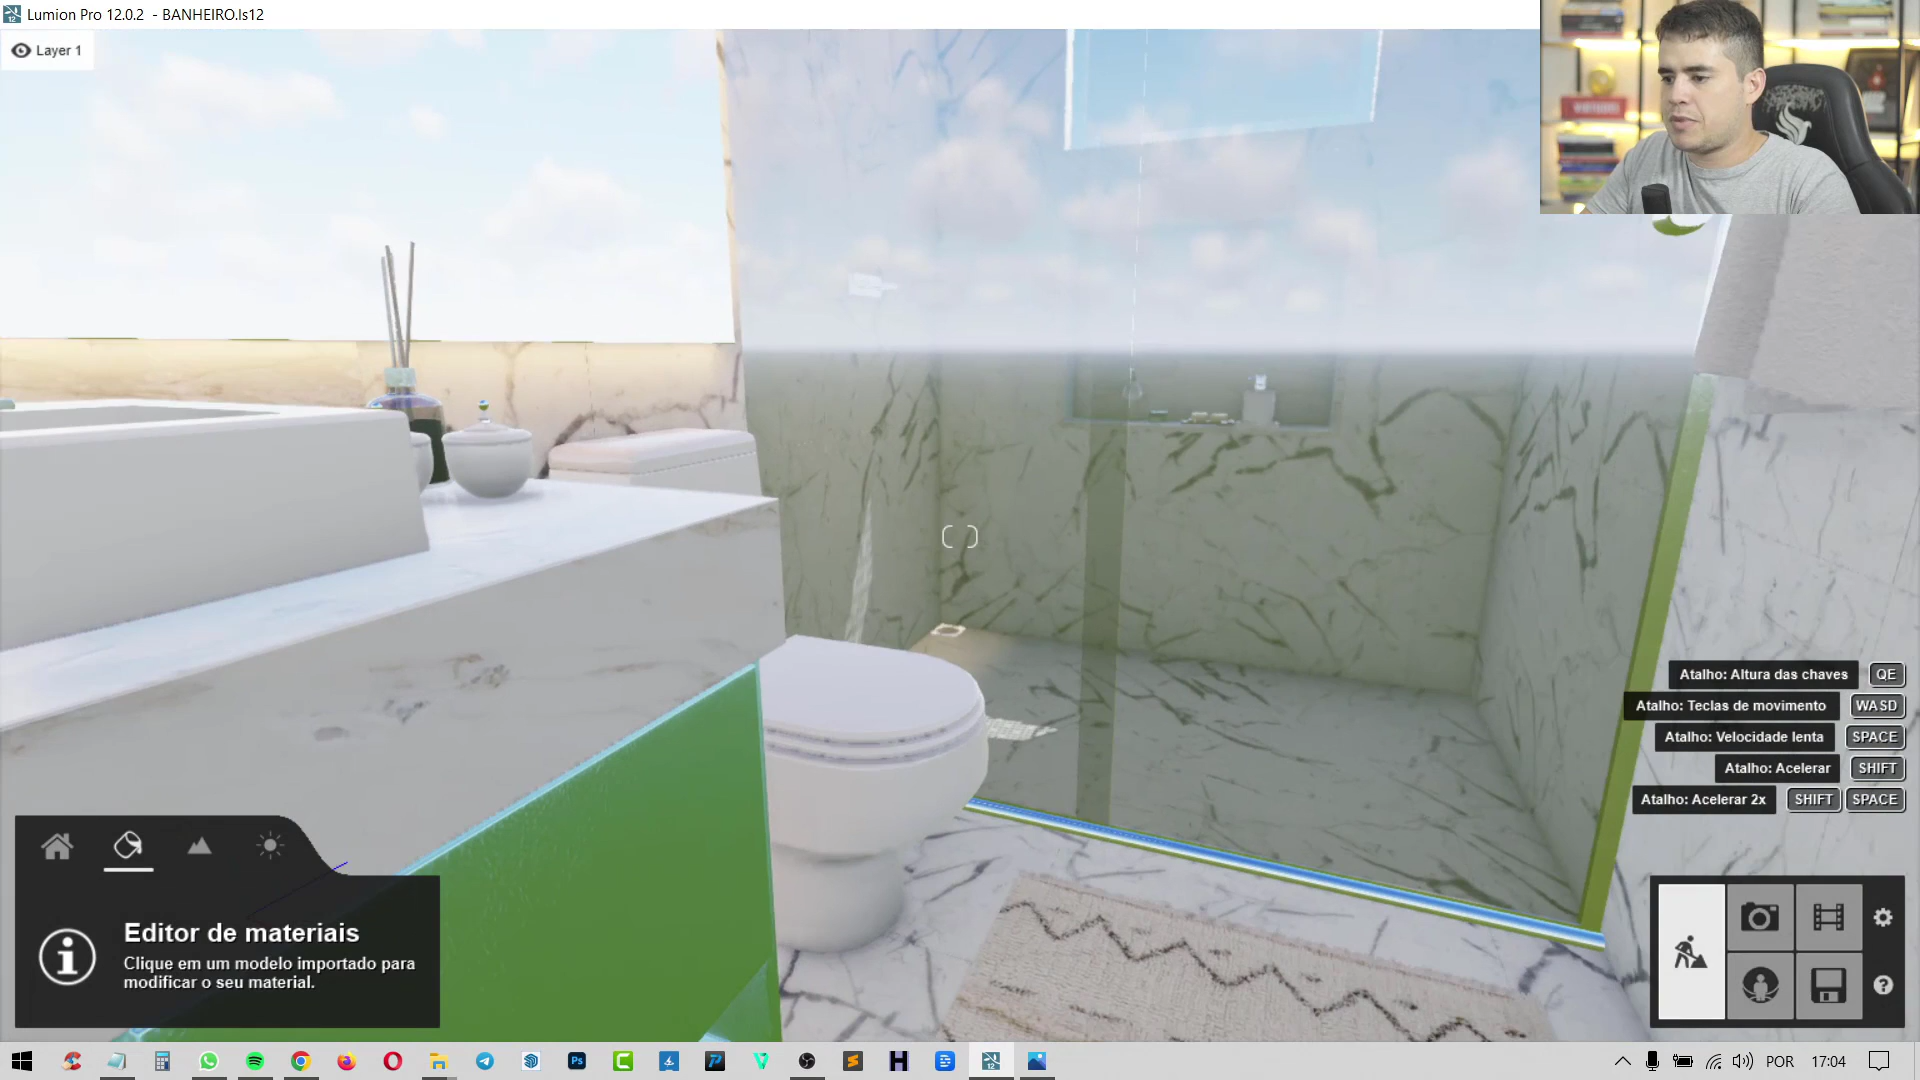 Lumion Pro 12.0.2 - BANHEIRO.ls12
Layer 1
Atalho: Altura das chaves QE
Atalho: Teclas de movimento WASD
Atalho: Velocidade lenta SPACE
Atalho: Acelerar SHIFT
Atalho: Acelerar 2x SHIFT SPACE
Editor de materiais
Clique em um modelo importado para
modificar o seu material.
Ps
12
POR
17:04